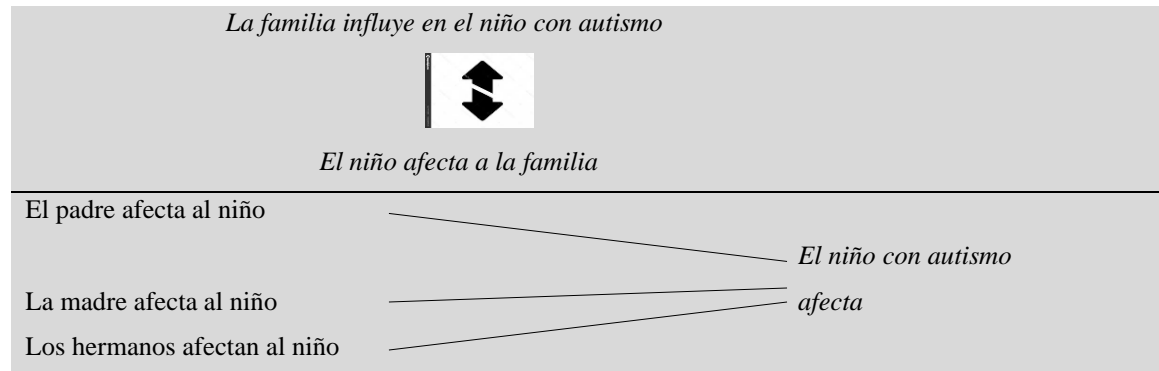 La familia influye en el niño con autismo
El niño afecta a la familia
El padre afecta al niño
El niño con autismo
La madre afecta al niño
afecta
Los hermanos afectan al niño